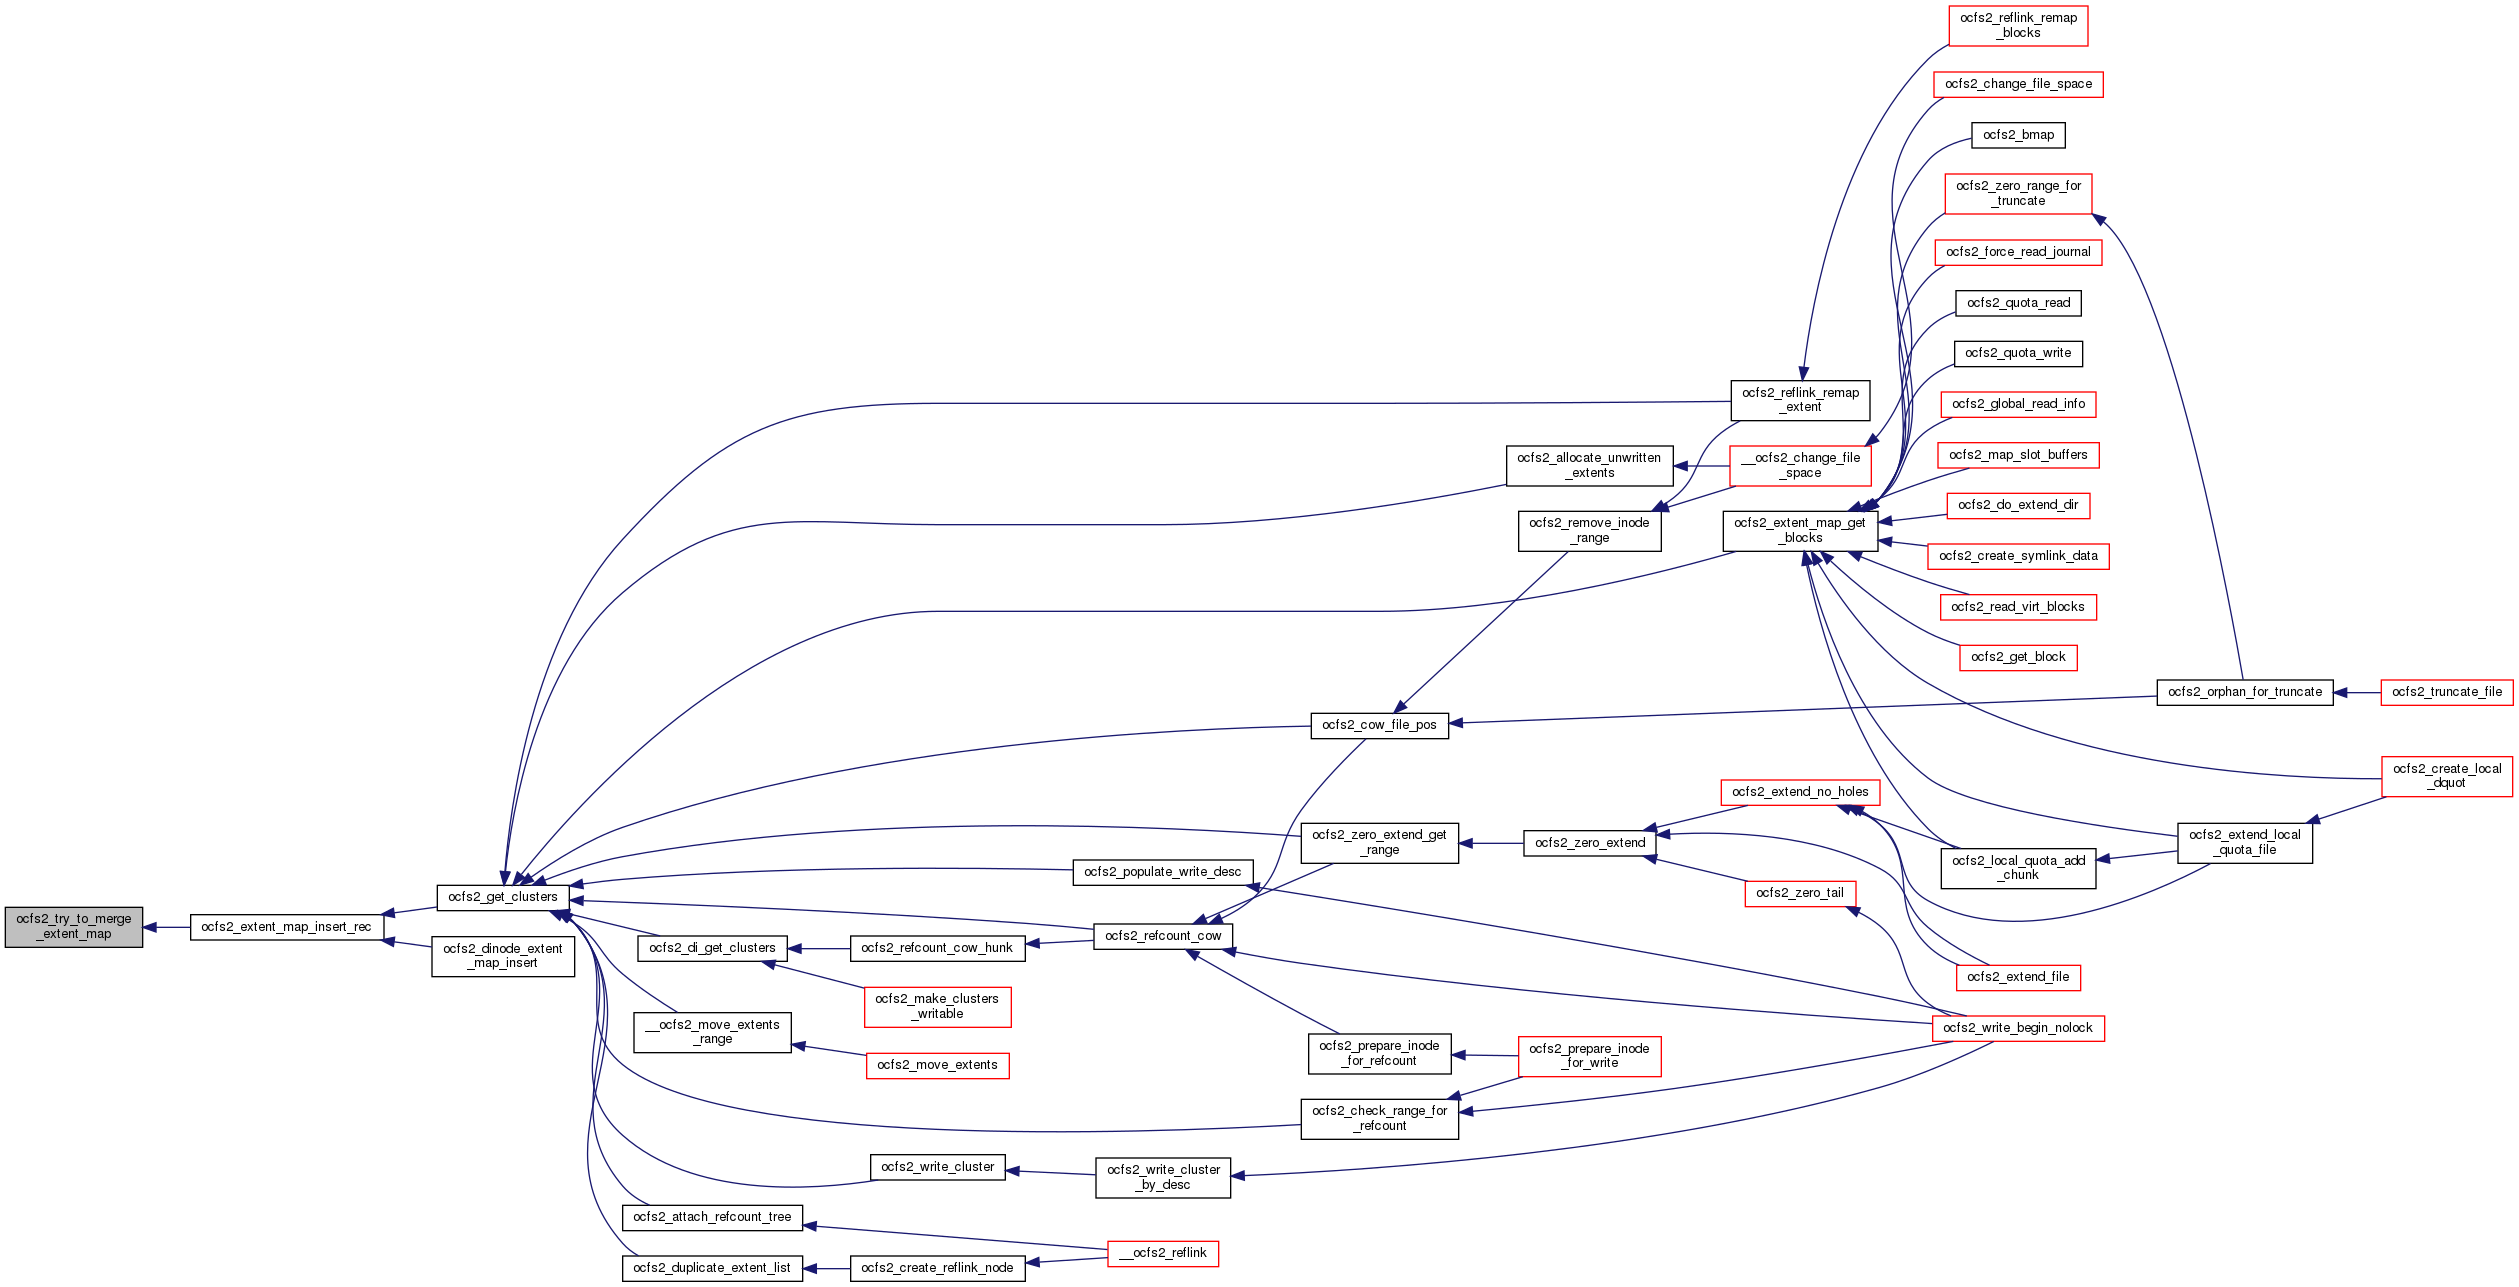 ocfs2_try_to_merge
_extent_map
ocfs2_extent_map_insert_rec
ocfs2_get_clusters
ocfs2_dinode_extent
_map_insert
ocfs2_di_get_clusters
__ocfs2_move_extents
_range
ocfs2_attach_refcount_tree
ocfs2_duplicate_extent_list
ocfs2_refcount_cow_hunk
ocfs2_make_clusters
_writable
ocfs2_move_extents
ocfs2_write_cluster
ocfs2_create_reflink_node
ocfs2_populate_write_desc
ocfs2_refcount_cow
ocfs2_write_cluster
_by_desc
__ocfs2_reflink
ocfs2_cow_file_pos
ocfs2_zero_extend_get
_range
ocfs2_prepare_inode
_for_refcount
ocfs2_check_range_for
_refcount
ocfs2_allocate_unwritten
_extents
ocfs2_remove_inode
_range
ocfs2_zero_extend
ocfs2_prepare_inode
_for_write
ocfs2_reflink_remap
_extent
__ocfs2_change_file
_space
ocfs2_extent_map_get
_blocks
ocfs2_extend_no_holes
ocfs2_zero_tail
ocfs2_reflink_remap
_blocks
ocfs2_change_file_space
ocfs2_bmap
ocfs2_zero_range_for
_truncate
ocfs2_force_read_journal
ocfs2_quota_read
ocfs2_quota_write
ocfs2_global_read_info
ocfs2_map_slot_buffers
ocfs2_do_extend_dir
ocfs2_create_symlink_data
ocfs2_read_virt_blocks
ocfs2_get_block
ocfs2_local_quota_add
_chunk
ocfs2_extend_file
ocfs2_write_begin_nolock
ocfs2_orphan_for_truncate
ocfs2_extend_local
_quota_file
ocfs2_truncate_file
ocfs2_create_local
_dquot